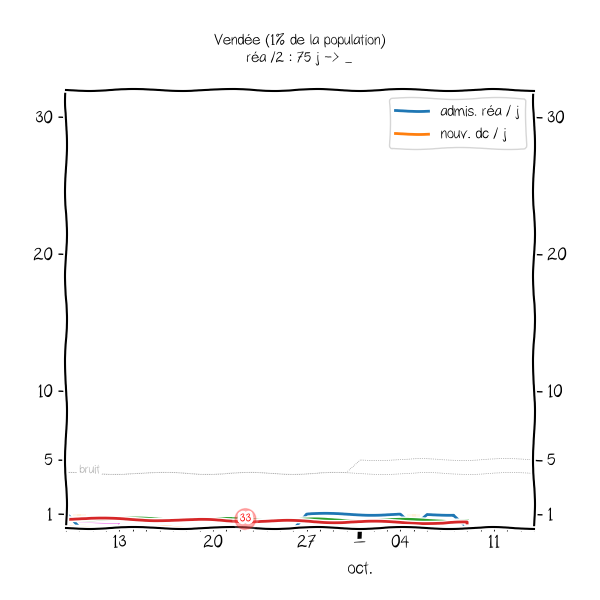 Vendée (1% de la population)
réa /2 : 75 j -> _
admis. réa / j
nouv. dc / j
30 30
20 20
10 10
5 5
bruit
1 1
33
13 20 27 1 04 11
oct.